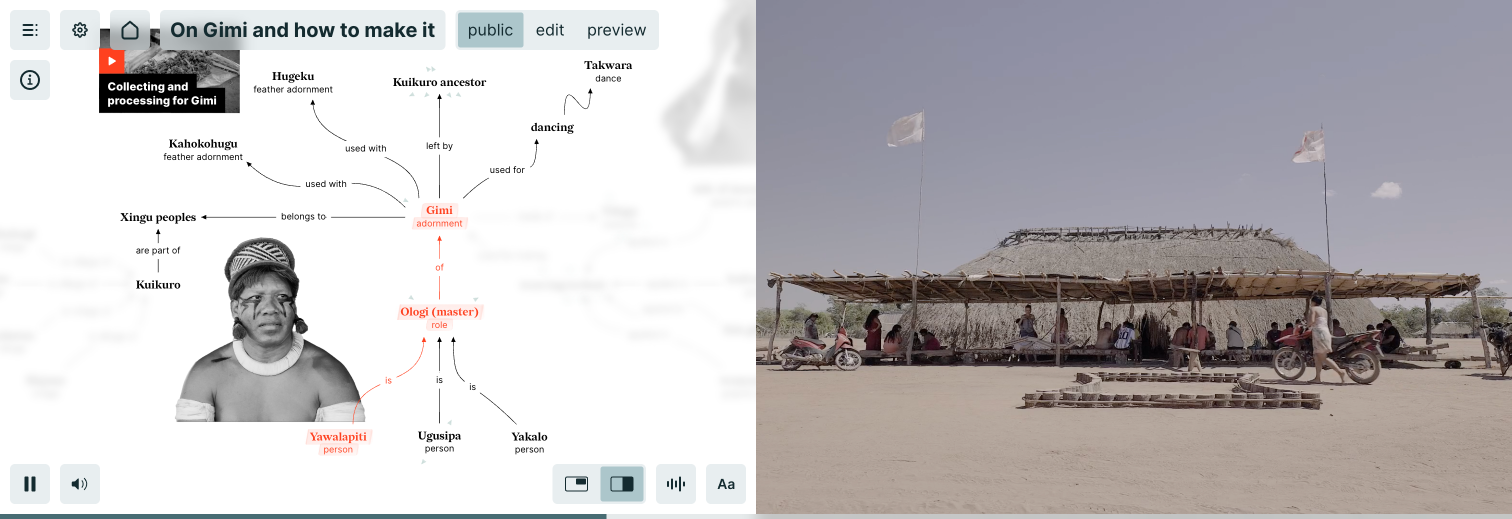 On Gimi and how to make it
public
edit
preview
Collecting and
processing for Gimi
Hugeku
feather adornment
Kuikuro ancestor
Takwara
dance
dancing
Kahokohugu
feather adornment
used with
left by
used for
used with
Xingu peoples
belongs to
Gimi
adornment
are part of
Kuikuro
of
Ologi (master)
role
is
is
is
Yawalapiti
person
Ugusipa
person
Yakalo
person
Aa